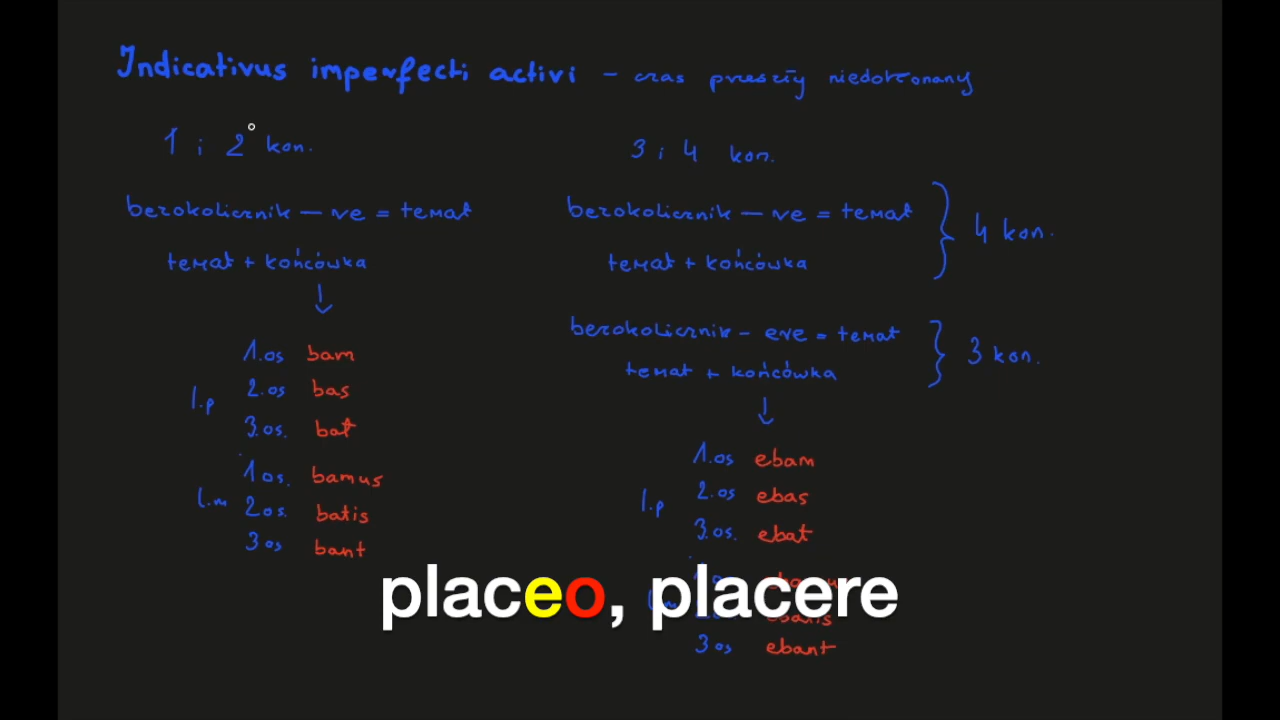 Indicativus imperfecti activi - czas przeszły niedokonany
1 i 2 kon.
bezokolicznik - re = temat
temat + końcówka
↓
l.p
1.os bam
2.os bas
3.os. bat
l.m
1 os. bamus
2 os. batis
3 os bant
3 i 4 kon.
bezokolicznik - re = temat
temat + końcówka
} 4 kon.
bezokolicznik - ere = temat
temat + końcówka
} 3 kon.
↓
l.p
1.os ebam
2.os ebas
3.os. ebat
l.m
ebatis
3 os ebant
placeo, placere